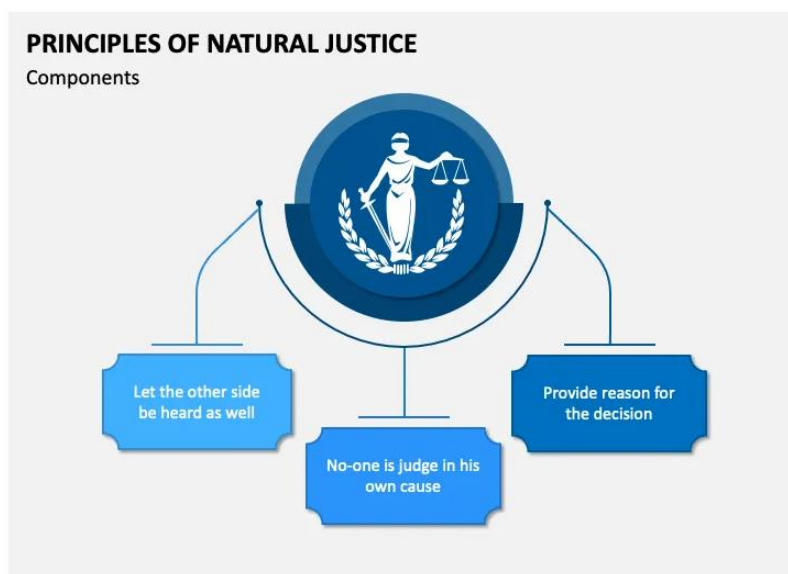 PRINCIPLES OF NATURAL JUSTICE
Components
Let the other side
be heard as well
No-one is judge in his
own cause
Provide reason for
the decision